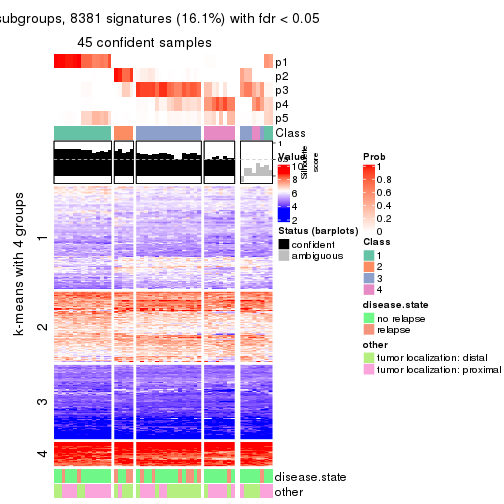 subgroups, 8381 signatures (16.1%) with fdr < 0.05
45 confident samples
p1
p2
p3
p4
p5
Class
1
0
Silhouette
score
k-means with 4 groups
1
2
3
4
disease.state
other
Value
10
8
6
4
2
Status (barplots)
confident
ambiguous
Prob
1
0.8
0.6
0.4
0.2
0
Class
1
2
3
4
disease.state
no relapse
relapse
other
tumor localization: distal
tumor localization: proximal